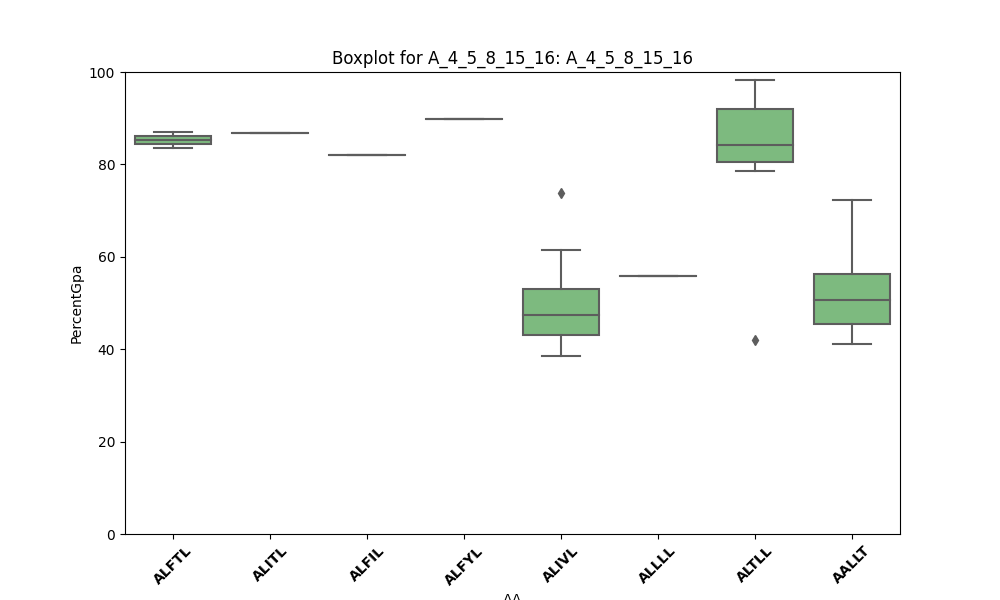 Boxplot for A_4_5_8_15_16: A_4_5_8_15_16
100
80
60
40
20
0
PercentGpa
ALFTL
ALITL
ALFIL
ALFYL
ALIVL
ALLLL
ALTLL
AALLT
AA